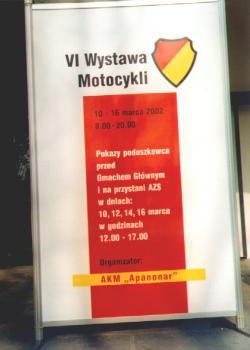 VI Wystawa
Motocykli
10 - 16 marca 2002
8.00 - 20.00
Pokazy poduszkowca
przed
Gmachem Głównym
i na przystani AZS
w dniach:
10, 12, 14, 16 marca
w godzinach
12.00 - 17.00
Organizator:
AKM „Apanonar"